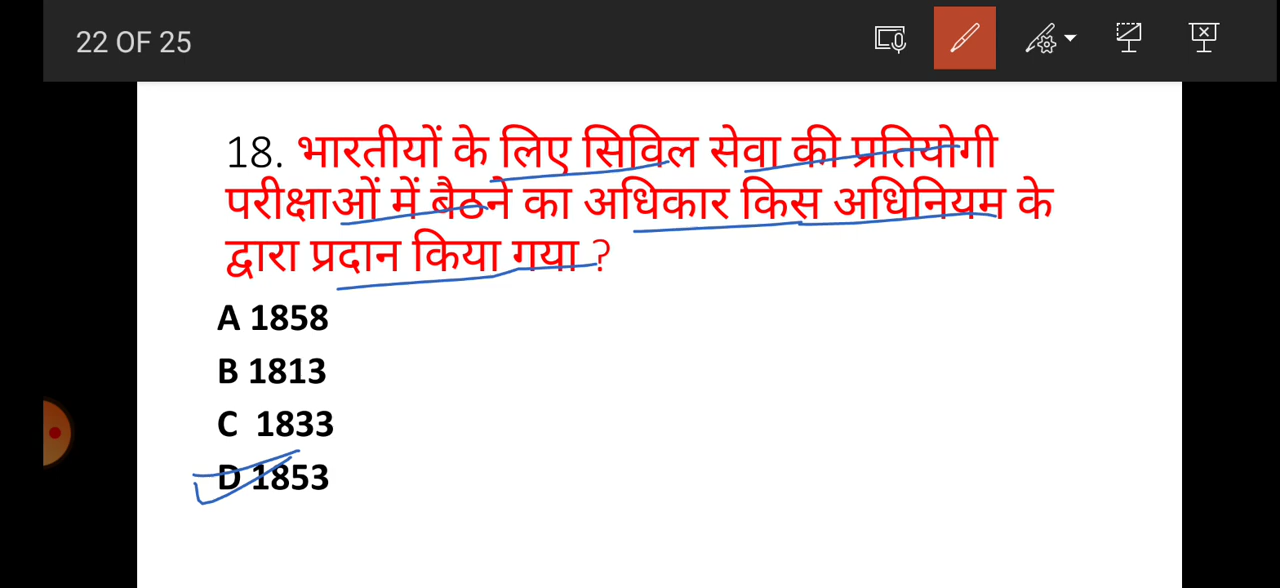 22 OF 25
18. भारतीयों के लिए सिविल सेवा की प्रतियोगी
परीक्षाओं में बैठने का अधिकार किस अधिनियम के
द्वारा प्रदान किया गया ?
A 1858
B 1813
C 1833
D 1853